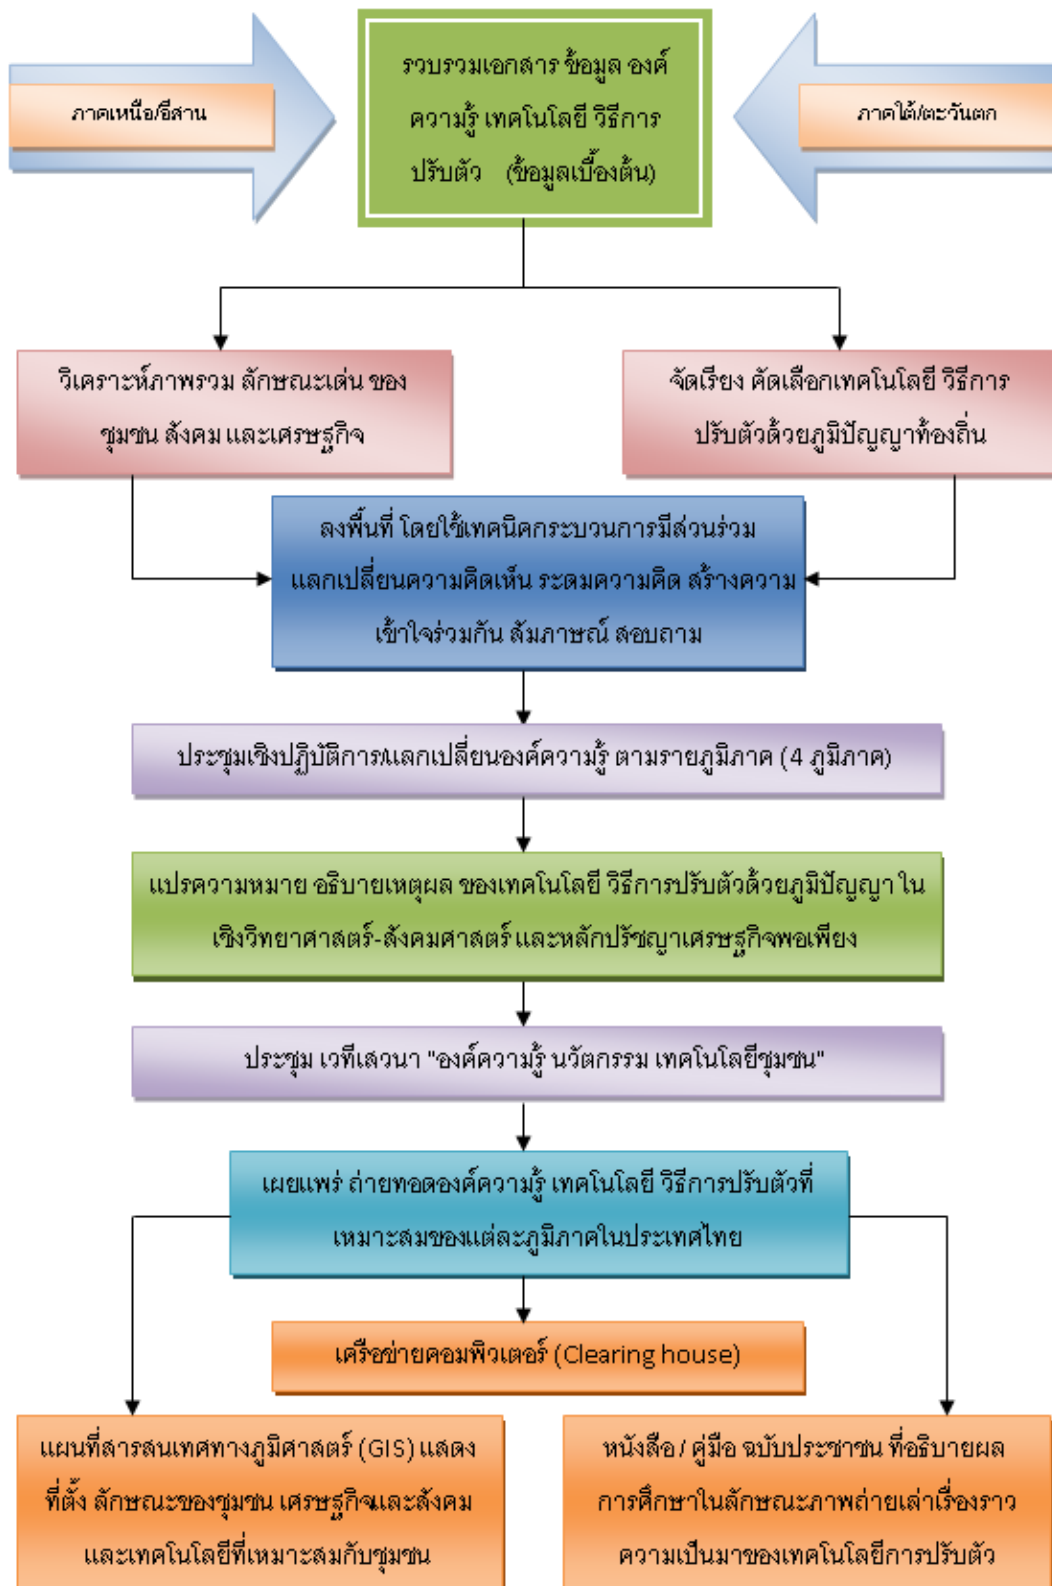 รวบรวมเอกสาร ข้อมูล องค์
ความรู้ เทคโนโลยี วิธีการ
ปรับตัว (ข้อมูลเบื้องต้น)
ภาคเหนือ/อีสาน
ภาคใต้/ตะวันตก
วิเคราะห์ภาพรวม ลักษณะเด่น ของ
ชุมชน สังคม และเศรษฐกิจ
จัดเรียง คัดเลือกเทคโนโลยี วิธีการ
ปรับตัวด้วยภูมิปัญญาท้องถิ่น
ลงพื้นที่ โดยใช้เทคนิคกระบวนการมีส่วนร่วม
แลกเปลี่ยนความคิดเห็น ระดมความคิด สร้างความ
เข้าใจร่วมกัน สัมภาษณ์ สอบถาม
ประชุมเชิงปฏิบัติการ/แลกเปลี่ยนองค์ความรู้ ตามรายภูมิภาค (4 ภูมิภาค)
แปรความหมาย อธิบายเหตุผล ของเทคโนโลยี วิธีการปรับตัวด้วยภูมิปัญญา ใน
เชิงวิทยาศาสตร์-สังคมศาสตร์ และหลักปรัชญาเศรษฐกิจพอเพียง
ประชุม เวทีเสวนา "องค์ความรู้ นวัตกรรม เทคโนโลยีชุมชน"
เผยแพร่ ถ่ายทอดองค์ความรู้ เทคโนโลยี วิธีการปรับตัวที่
เหมาะสมของแต่ละภูมิภาคในประเทศไทย
เครือข่ายคอมพิวเตอร์ (Clearing house)
แผนที่สารสนเทศทางภูมิศาสตร์ (GIS) แสดง
ที่ตั้ง ลักษณะของชุมชน เศรษฐกิจและสังคม
และเทคโนโลยีที่เหมาะสมกับชุมชน
หนังสือ / คู่มือ ฉบับประชาชน ที่อธิบายผล
การศึกษาในลักษณะภาพถ่ายเล่าเรื่องราว
ความเป็นมาของเทคโนโลยีการปรับตัว